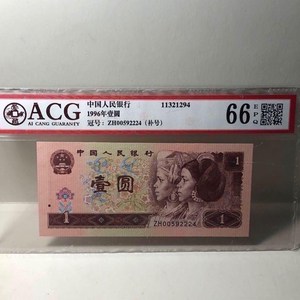 ACG
AI CANG GUARANTY
中国人民银行 11321294
1996年壹圆
冠号：ZH00592224（补号）
66 EPQ
中国人民银行
1
壹圆
1
ZH00592224